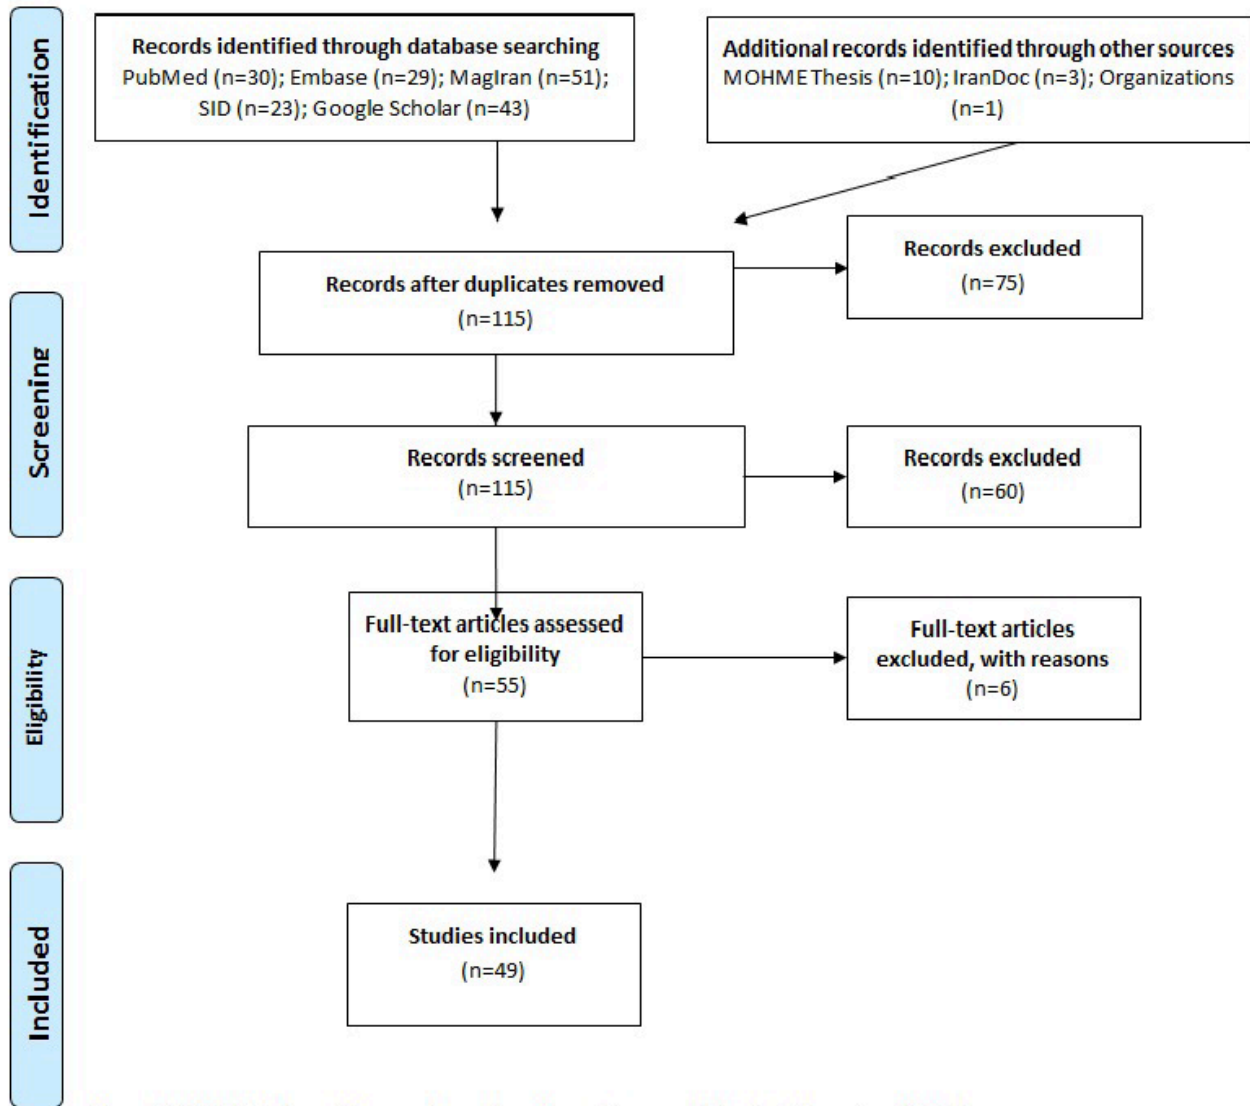 Identification
Records identified through database searching
PubMed (n=30); Embase (n=29); MagIran (n=51);
SID (n=23); Google Scholar (n=43)
Additional records identified through other sources
MOHME Thesis (n=10); IranDoc (n=3); Organizations
(n=1)
Records after duplicates removed
(n=115)
Records excluded
(n=75)
Screening
Records screened
(n=115)
Records excluded
(n=60)
Eligibility
Full-text articles assessed
for eligibility
(n=55)
Full-text articles
excluded, with reasons
(n=6)
Included
Studies included
(n=49)